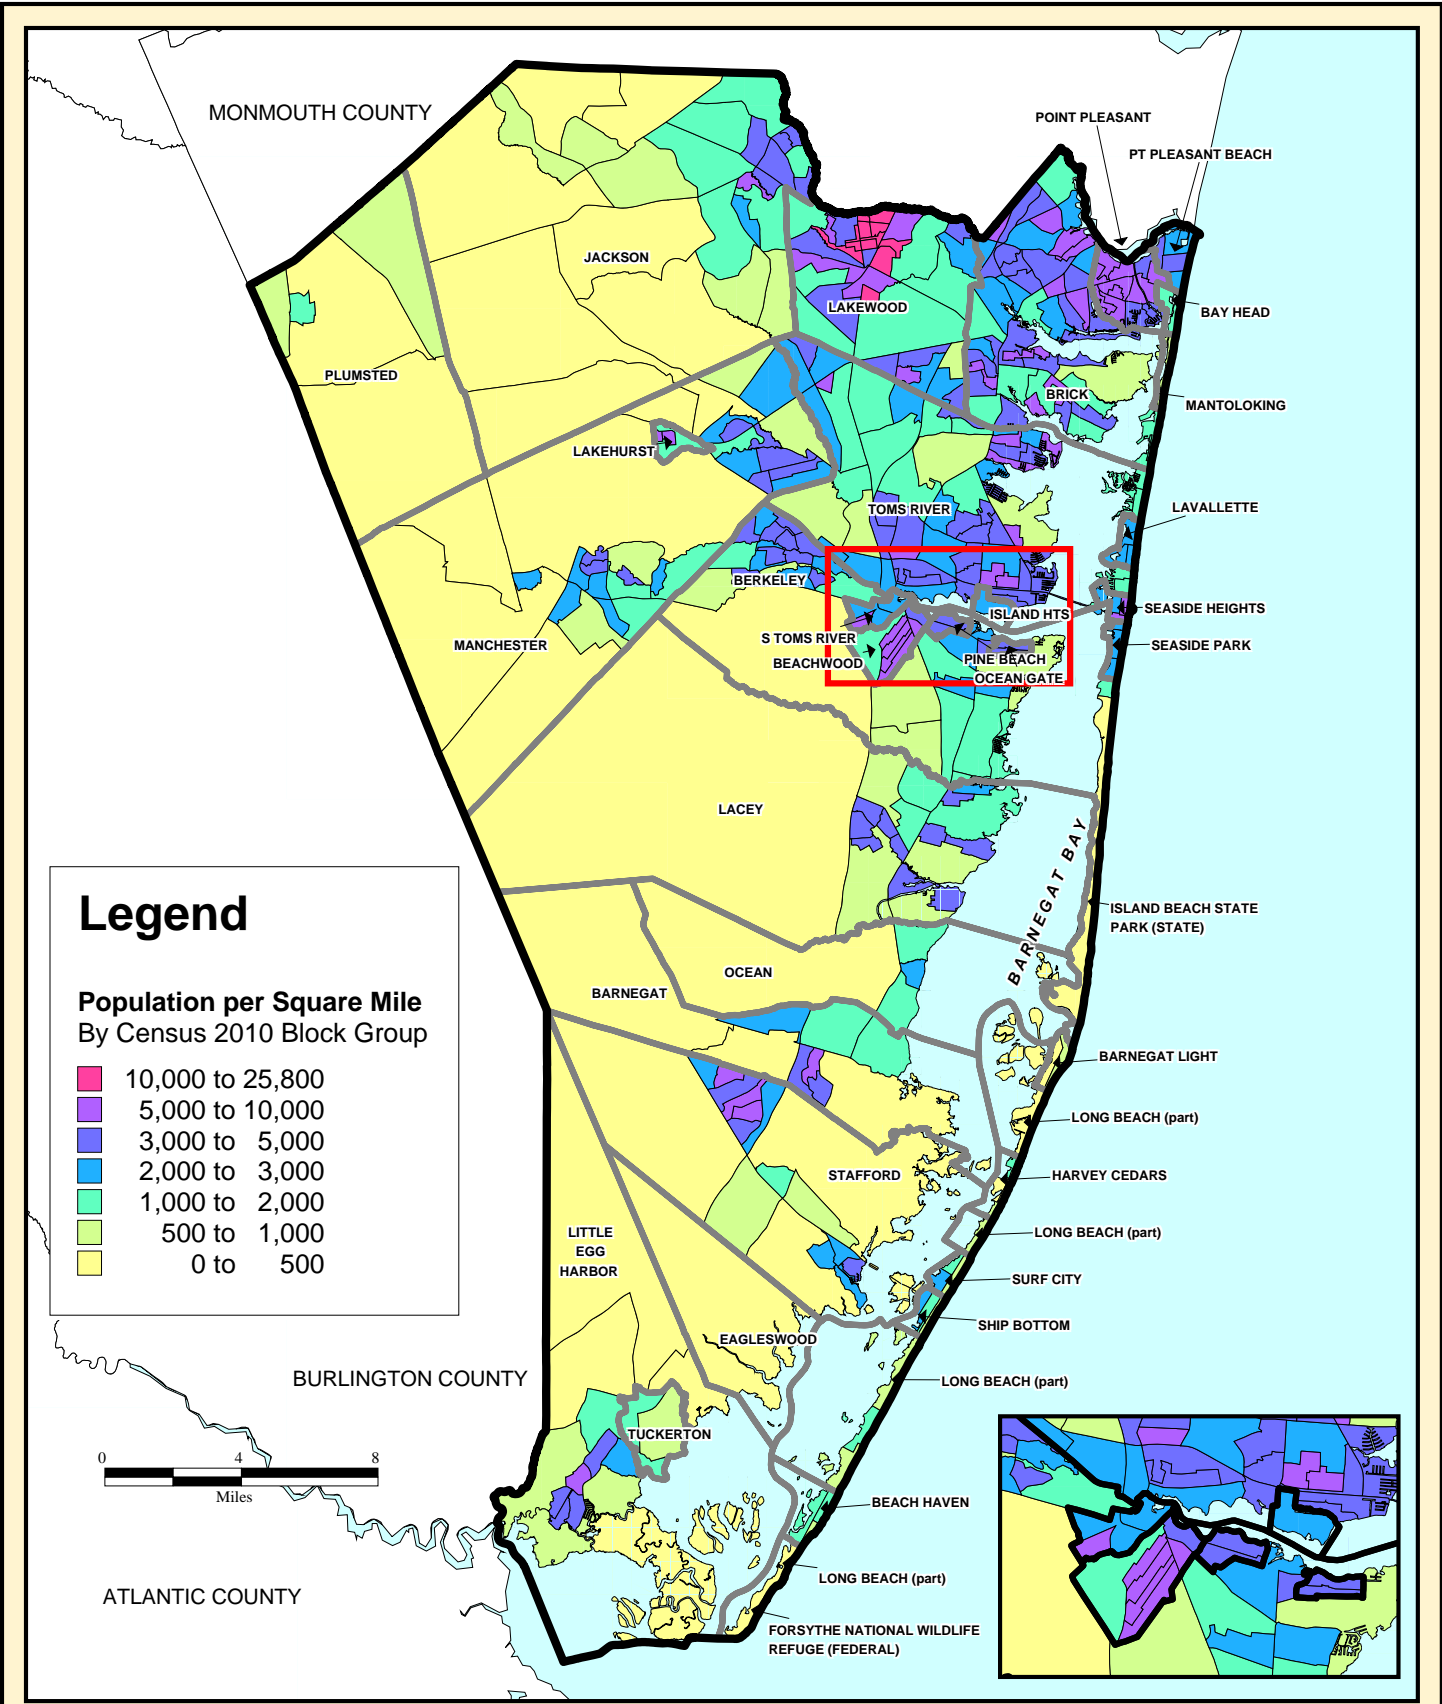 MONMOUTH COUNTY
POINT PLEASANT
PT PLEASANT BEACH
JACKSON
LAKEWOOD
BAY HEAD
PLUMSTED
BRICK
MANTOLOKING
LAKEHURST
TOMS RIVER
LAVALLETTE
BERKELEY
ISLAND HTS
SEASIDE HEIGHTS
S TOMS RIVER
MANCHESTER
SEASIDE PARK
BEACHWOOD
PINE BEACH
OCEAN GATE
LACEY
BARNEGAT BAY
ISLAND BEACH STATE
PARK (STATE)
OCEAN
BARNEGAT
BARNEGAT LIGHT
LONG BEACH (part)
STAFFORD
HARVEY CEDARS
LITTLE
EGG
HARBOR
LONG BEACH (part)
SURF CITY
SHIP BOTTOM
EAGLESWOOD
LONG BEACH (part)
TUCKERTON
BEACH HAVEN
LONG BEACH (part)
FORSYTHE NATIONAL WILDLIFE
REFUGE (FEDERAL)
Legend
Population per Square Mile
By Census 2010 Block Group
10,000 to 25,800
5,000 to 10,000
3,000 to 5,000
2,000 to 3,000
1,000 to 2,000
500 to 1,000
0 to 500
BURLINGTON COUNTY
0 4 8
Miles
ATLANTIC COUNTY